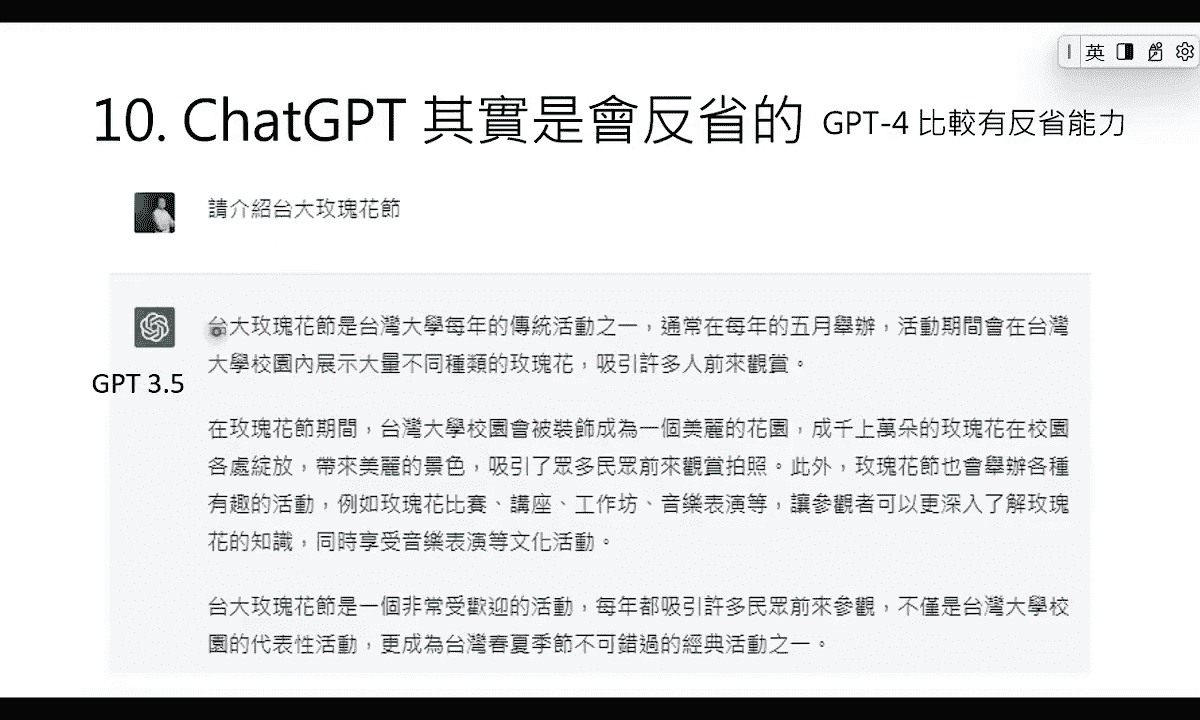 英
10. ChatGPT 其實是會反省的 GPT-4 比較有反省能力
請介紹台大玫瑰花節
台大玫瑰花節是台灣大學每年的傳統活動之一，通常在每年的五月舉辦，活動期間會在台灣
大學校園內展示大量不同種類的玫瑰花，吸引許多人前來觀賞。
GPT 3.5
在玫瑰花節期間，台灣大學校園會被裝飾成為一個美麗的花園，成千上萬朵的玫瑰花在校園
各處綻放，帶來美麗的景色，吸引了眾多民眾前來觀賞拍照。此外，玫瑰花節也會舉辦各種
有趣的活動，例如玫瑰花比賽、講座、工作坊、音樂表演等，讓參觀者可以更深入了解玫瑰
花的知識，同時享受音樂表演等文化活動。
台大玫瑰花節是一個非常受歡迎的活動，每年都吸引許多民眾前來參觀，不僅是台灣大學校
園的代表性活動，更成為台灣春夏季節不可錯過的經典活動之一。